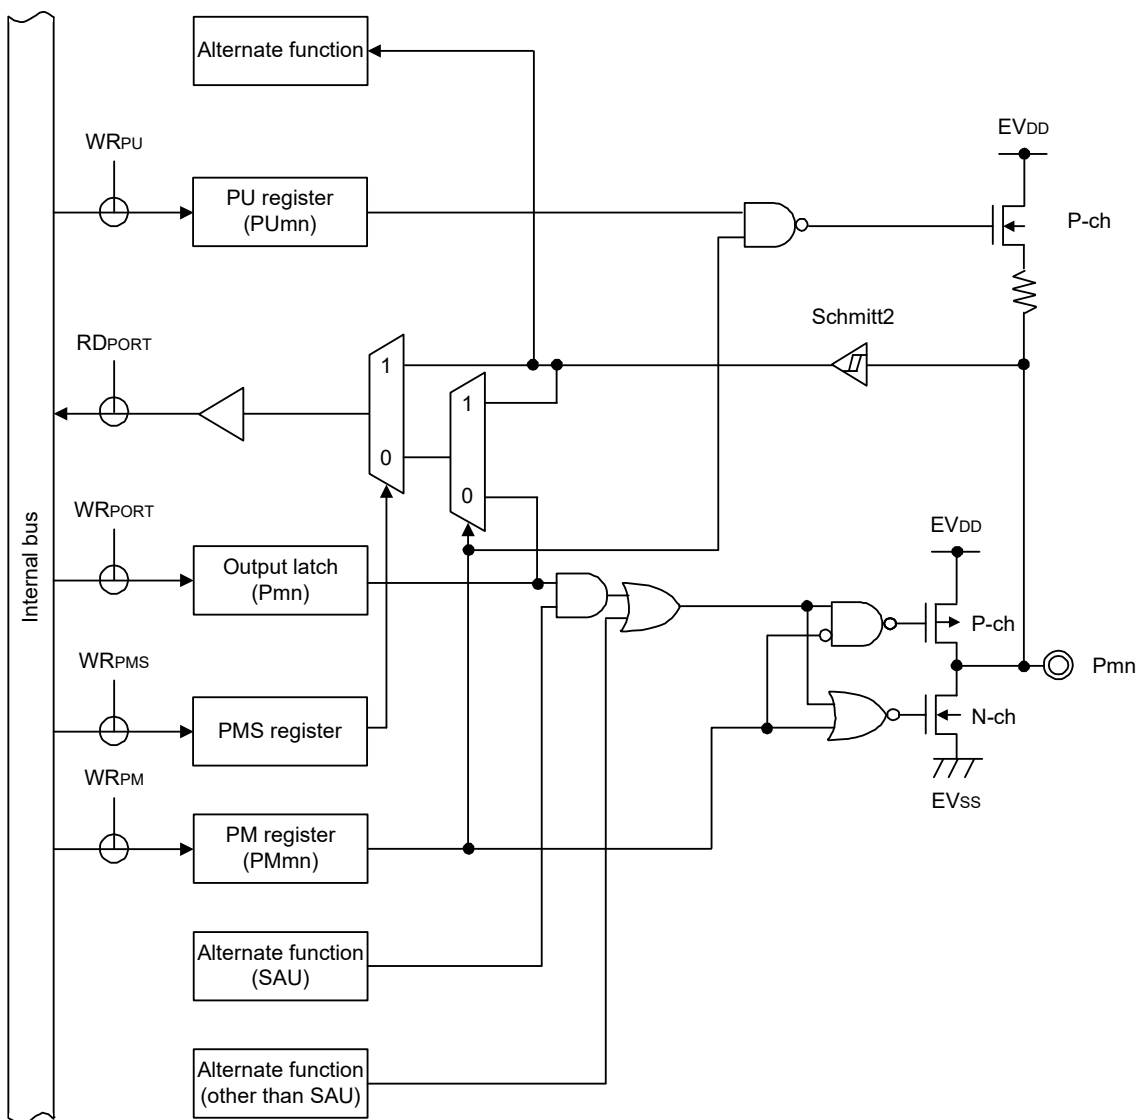 Alternate function
WRPU
EVDD
PU register
(PUmn)
P-ch
Schmitt2
RDPORT
1
1
0
0
WRPORT
EVDD
Output latch
(Pmn)
P-ch
Internal bus
WRPMS
Pmn
PMS register
N-ch
WRPM
EVSS
PM register
(PMmn)
Alternate function
(SAU)
Alternate function
(other than SAU)